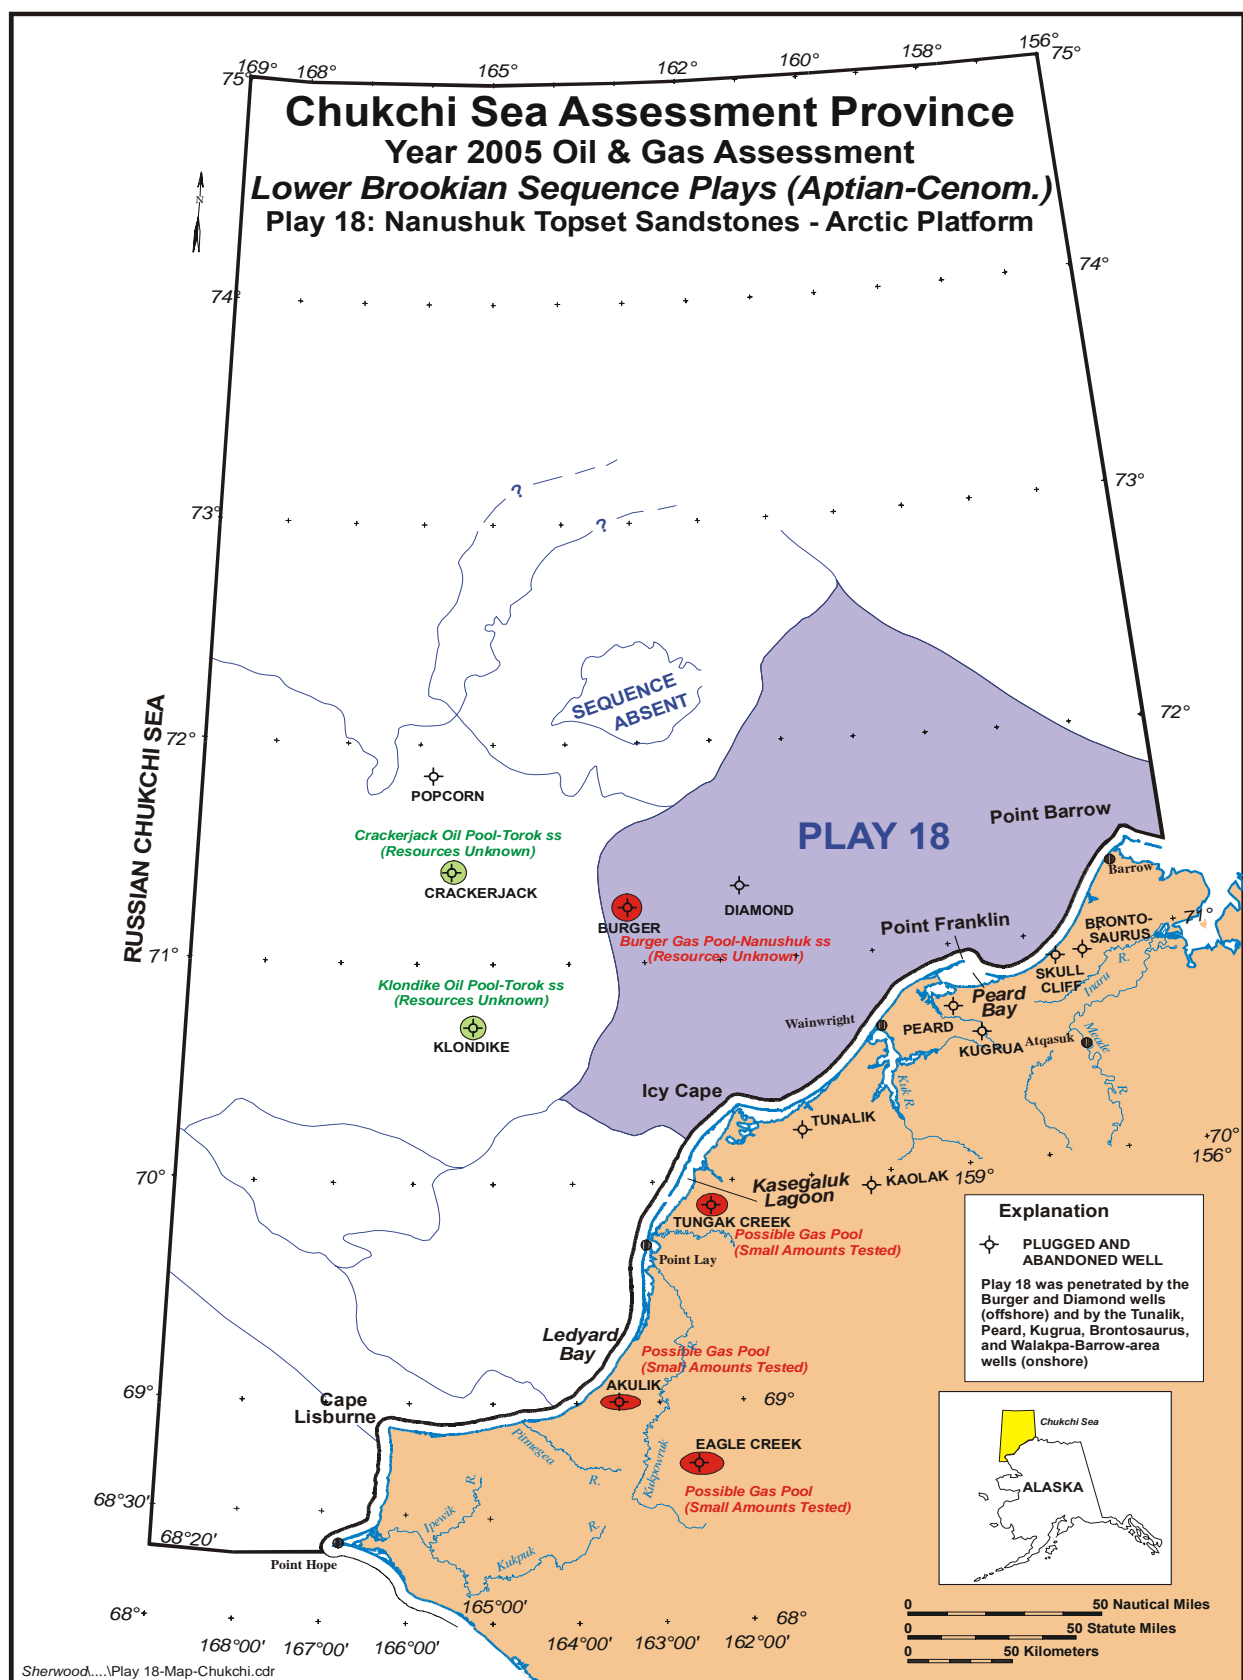 169° 168° 165° 162° 160° 158° 156°
75° 75°
Chukchi Sea Assessment Province
Year 2005 Oil & Gas Assessment
Lower Brookian Sequence Plays (Aptian-Cenom.)
Play 18: Nanushuk Topset Sandstones - Arctic Platform
N
74° 74°
73° 73°
?
?
SEQUENCE
ABSENT
72° 72°
RUSSIAN CHUKCHI SEA
POPCORN
Point Barrow
PLAY 18
Crackerjack Oil Pool-Torok ss
(Resources Unknown)
CRACKERJACK
Barrow
BURGER
DIAMOND
Point Franklin
BRONTO-
SAURUS
71° 71°
Burger Gas Pool-Nanushuk ss
(Resources Unknown)
SKULL
CLIFF
Inaru
R.
Klondike Oil Pool-Torok ss
(Resources Unknown)
KLONDIKE
Peard
Bay
Wainwright
PEARD
KUGRUA
Atqasuk
Meade
R.
Kuk R.
Icy Cape
TUNALIK
70° 70°
156°
Kasegaluk
Lagoon
KAOLAK
159°
TUNGAK CREEK
Possible Gas Pool
(Small Amounts Tested)
Point Lay
Explanation
PLUGGED AND
ABANDONED WELL
Play 18 was penetrated by the
Burger and Diamond wells
(offshore) and by the Tunalik,
Peard, Kugrua, Brontosaurus,
and Walakpa-Barrow-area
wells (onshore)
Ledyard
Bay
R.
Possible Gas Pool
(Small Amounts Tested)
AKULIK
69° 69°
Cape
Lisburne
Pitmegea
R.
Kukpowruk
EAGLE CREEK
Possible Gas Pool
(Small Amounts Tested)
Chukchi Sea
ALASKA
68°30'
68°20'
Ipewik
R.
Kukpuk
R.
Point Hope
68° 68°
165°00'
168°00' 167°00' 166°00' 164°00' 163°00' 162°00'
0 50 Nautical Miles
0 50 Statute Miles
0 50 Kilometers
Sherwood\....\Play 18-Map-Chukchi.cdr